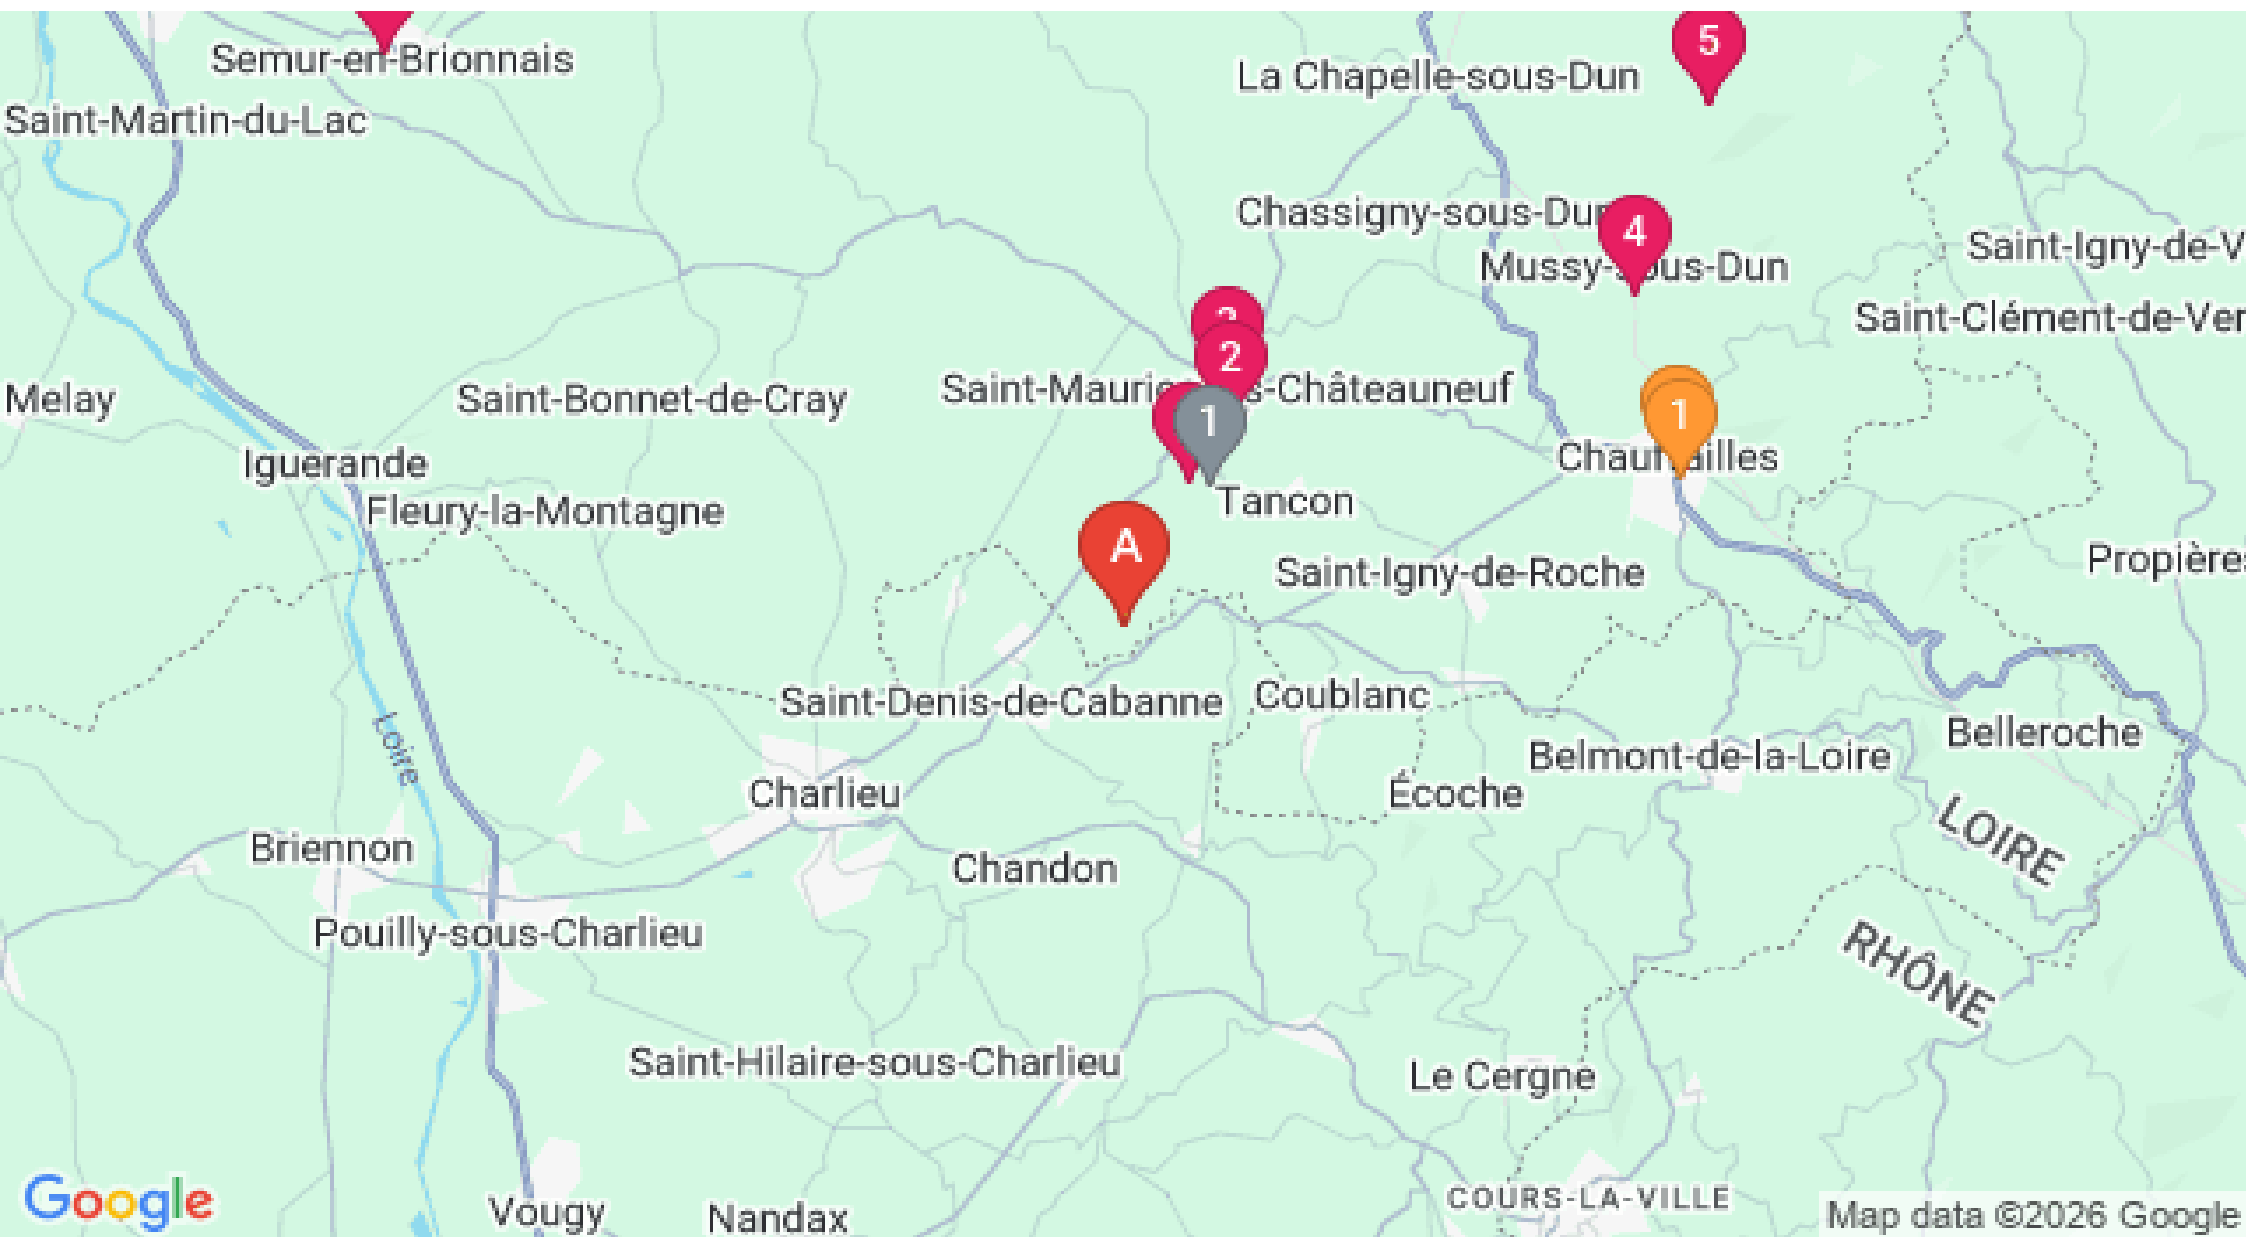 5
Semur-en-Brionnais
La Chapelle-sous-Dun
Saint-Martin-du-Lac
Chassigny-sous-Dun
4
Saint-Igny-de-V
Mussy-sous-Dun
Saint-Clément-de-Ver
2
Melay
Saint-Bonnet-de-Cray
Saint-Maurice-lès-Châteauneuf
1
1
Iguerande
Chauffailles
Fleury-la-Montagne
Tancon
A
Saint-Igny-de-Roche
Propières
Saint-Denis-de-Cabanne
Coublanc
Loire
Belleroche
Belmont-de-la-Loire
Charlieu
Écoche
LOIRE
Briennon
Chandon
Pouilly-sous-Charlieu
RHÔNE
Saint-Hilaire-sous-Charlieu
Le Cergne
Google
Vougy
Nandax
COURS-LA-VILLE
Map data ©2026 Google